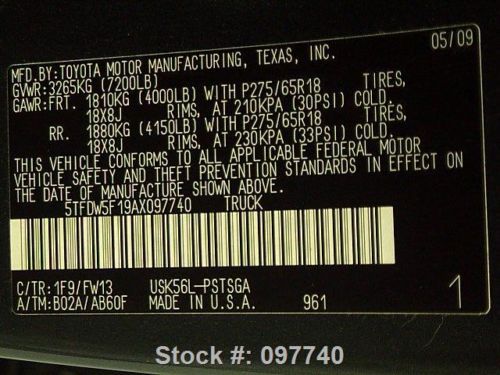 05/09
MFD.BY:TOYOTA MOTOR MANUFACTURING, TEXAS, INC.
GVWR:3265KG (7200LB)
GAWR:FRT. 1810KG (4000LB) WITH P275/65R18 TIRES,
18X8J RIMS, AT 210KPA (30PSI) COLD.
RR. 1880KG (4150LB) WITH P275/65R18 TIRES,
18X8J RIMS, AT 230KPA (33PSI) COLD.
THIS VEHICLE CONFORMS TO ALL APPLICABLE FEDERAL MOTOR
VEHICLE SAFETY AND THEFT PREVENTION STANDARDS IN EFFECT ON
THE DATE OF MANUFACTURE SHOWN ABOVE.
5TFDW5F19AX097740 TRUCK
C/TR:1F9/FW13 USK56L-PSTSGA
A/TM:B02A/AB60F MADE IN U.S.A. 961 1
Stock #: 097740